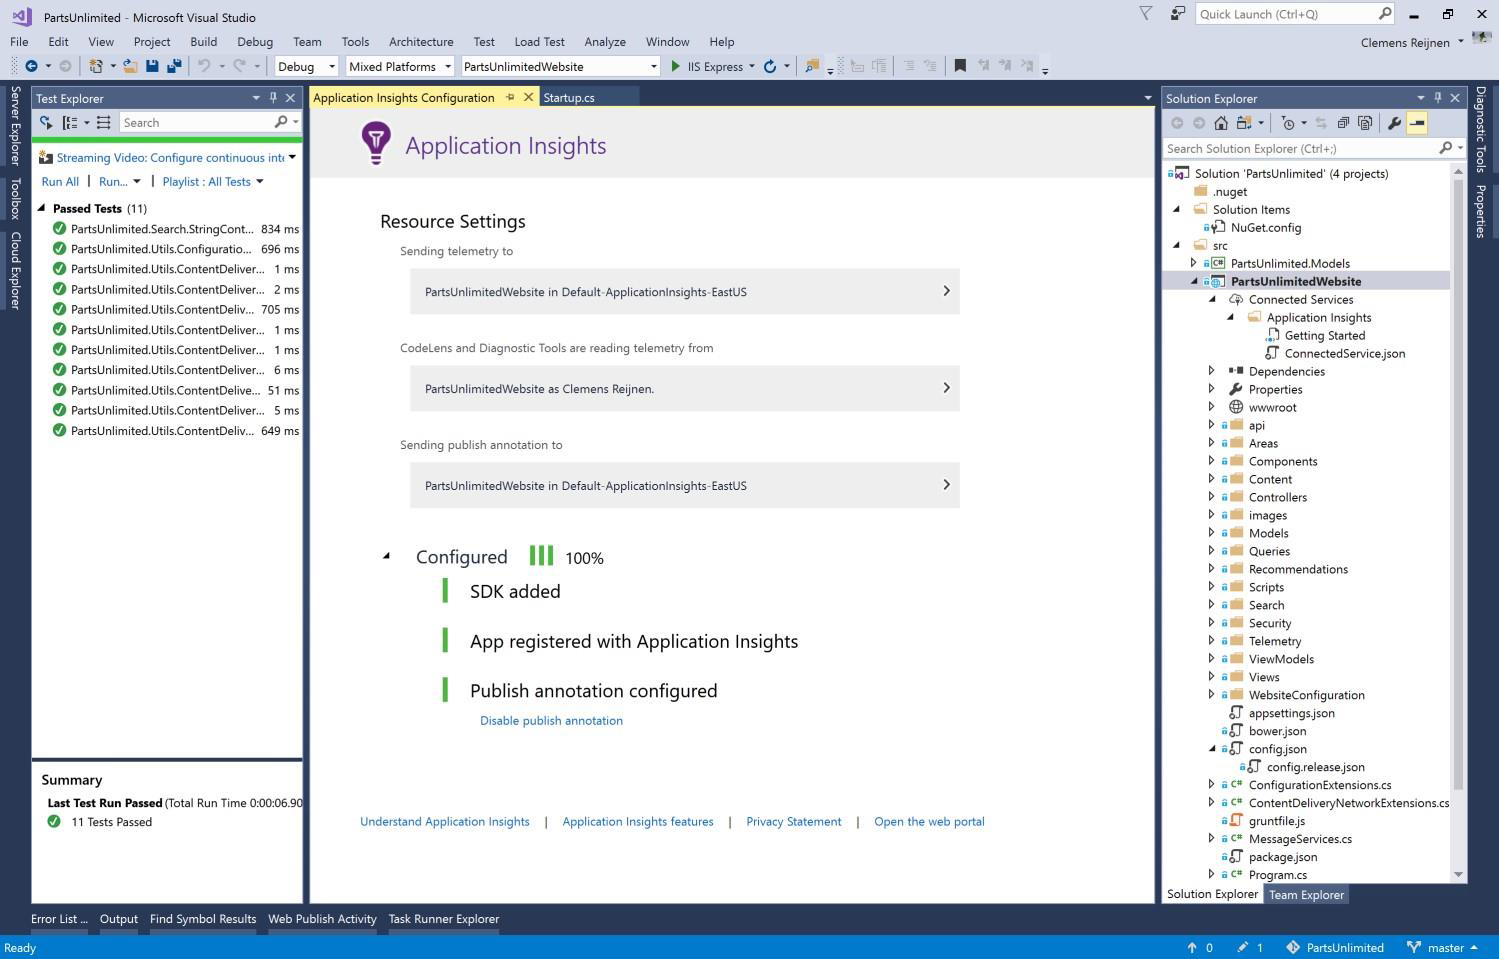 PartsUnlimited - Microsoft Visual Studio
Quick Launch (Ctrl+Q)
File Edit View Project Build Debug Team Tools Architecture Test Load Test Analyze Window Help
Clemens Reijnen
Debug Mixed Platforms PartsUnlimitedWebsite IIS Express
Server Explorer
Toolbox
Cloud Explorer
Test Explorer
Search
Streaming Video: Configure continuous inte
Run All | Run... | Playlist : All Tests
Passed Tests (11)
PartsUnlimited.Search.StringCont... 834 ms
PartsUnlimited.Utils.Configuratio... 696 ms
PartsUnlimited.Utils.ContentDeliver... 1 ms
PartsUnlimited.Utils.ContentDeliver... 2 ms
PartsUnlimited.Utils.ContentDeliv... 705 ms
PartsUnlimited.Utils.ContentDeliver... 1 ms
PartsUnlimited.Utils.ContentDeliver... 1 ms
PartsUnlimited.Utils.ContentDeliver... 6 ms
PartsUnlimited.Utils.ContentDelive... 51 ms
PartsUnlimited.Utils.ContentDeliver... 5 ms
PartsUnlimited.Utils.ContentDeliv... 649 ms
Summary
Last Test Run Passed (Total Run Time 0:00:06.90
11 Tests Passed
Application Insights Configuration
Startup.cs
Application Insights
Resource Settings
Sending telemetry to
PartsUnlimitedWebsite in Default-ApplicationInsights-EastUS
CodeLens and Diagnostic Tools are reading telemetry from
PartsUnlimitedWebsite as Clemens Reijnen.
Sending publish annotation to
PartsUnlimitedWebsite in Default-ApplicationInsights-EastUS
Configured 100%
SDK added
App registered with Application Insights
Publish annotation configured
Disable publish annotation
Understand Application Insights | Application Insights features | Privacy Statement | Open the web portal
Solution Explorer
Search Solution Explorer (Ctrl+;)
Solution 'PartsUnlimited' (4 projects)
.nuget
Solution Items
NuGet.config
src
C# PartsUnlimited.Models
PartsUnlimitedWebsite
Connected Services
Application Insights
Getting Started
ConnectedService.json
Dependencies
Properties
wwwroot
api
Areas
Components
Content
Controllers
images
Models
Queries
Recommendations
Scripts
Search
Security
Telemetry
ViewModels
Views
WebsiteConfiguration
appsettings.json
bower.json
config.json
config.release.json
C# ConfigurationExtensions.cs
C# ContentDeliveryNetworkExtensions.cs
gruntfile.js
C# MessageServices.cs
package.json
C# Program.cs
Solution Explorer Team Explorer
Diagnostic Tools
Properties
Error List ... Output Find Symbol Results Web Publish Activity Task Runner Explorer
Ready
0 1 PartsUnlimited master